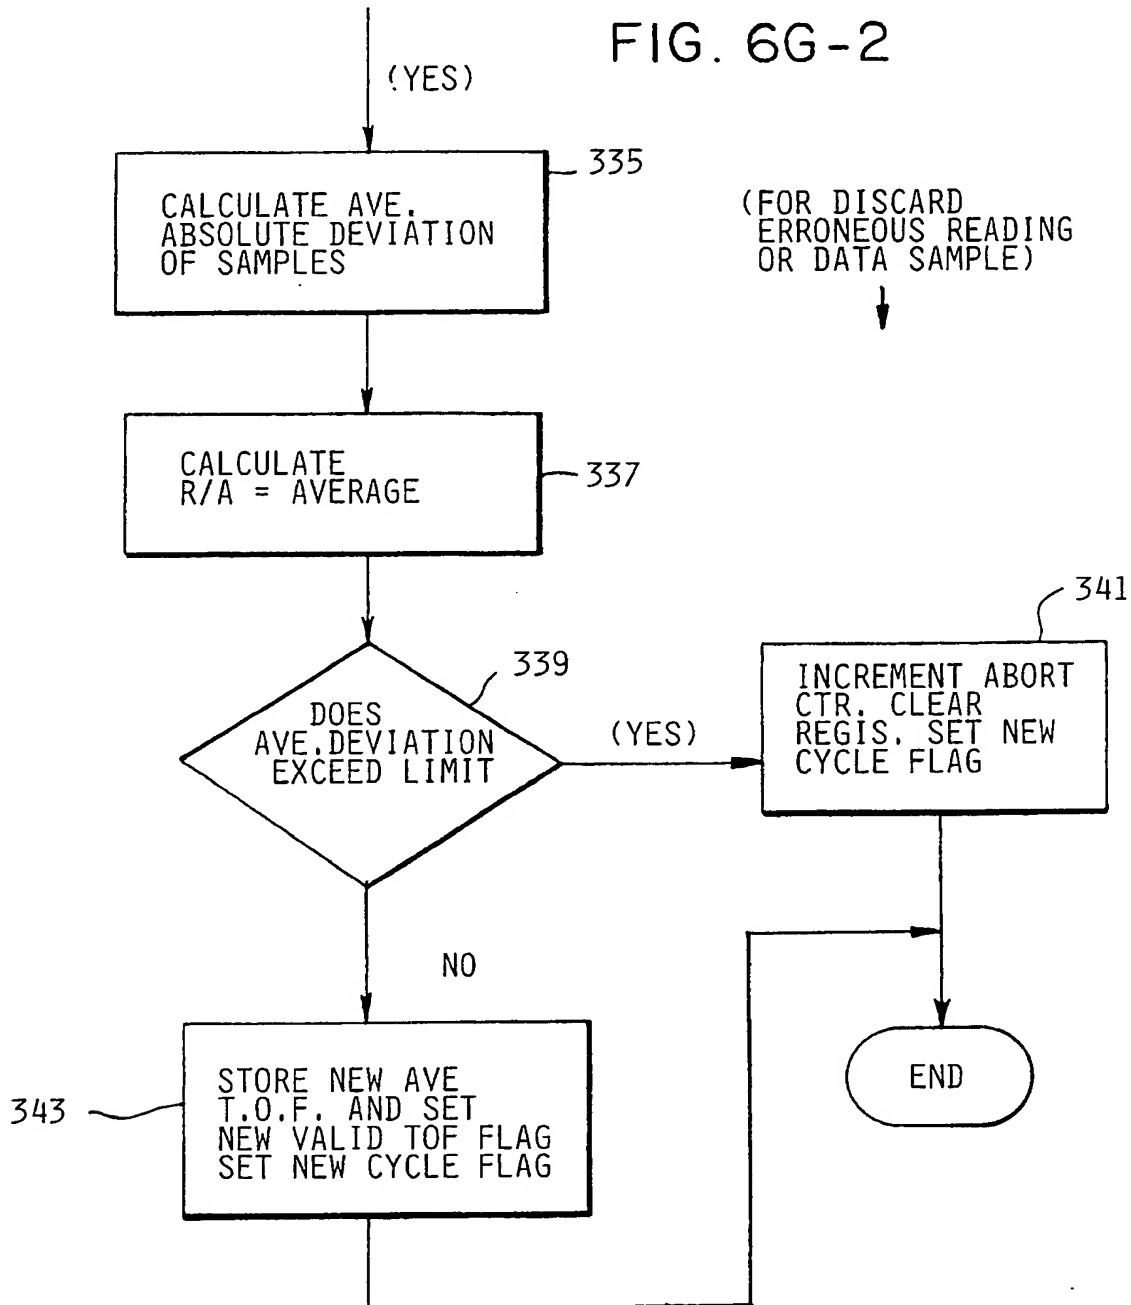 FIG. 6G-2
(YES)
335
CALCULATE AVE.
ABSOLUTE DEVIATION
OF SAMPLES
(FOR DISCARD
ERRONEOUS READING
OR DATA SAMPLE)
CALCULATE
R/A = AVERAGE
337
339
DOES
AVE.DEVIATION
EXCEED LIMIT
(YES)
341
INCREMENT ABORT
CTR. CLEAR
REGIS. SET NEW
CYCLE FLAG
NO
343
STORE NEW AVE
T.O.F. AND SET
NEW VALID TOF FLAG
SET NEW CYCLE FLAG
END